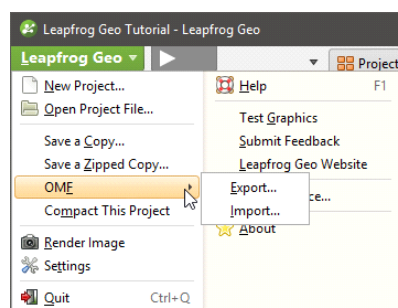 Leapfrog Geo Tutorial - Leapfrog Geo
Leapfrog Geo
Project
New Project...
Open Project File...
Save a Copy...
Save a Zipped Copy...
OMF
Compact This Project
Render Image
Settings
Quit Ctrl+Q
Help F1
Test Graphics
Submit Feedback
Leapfrog Geo Website
Export...
Import...
About